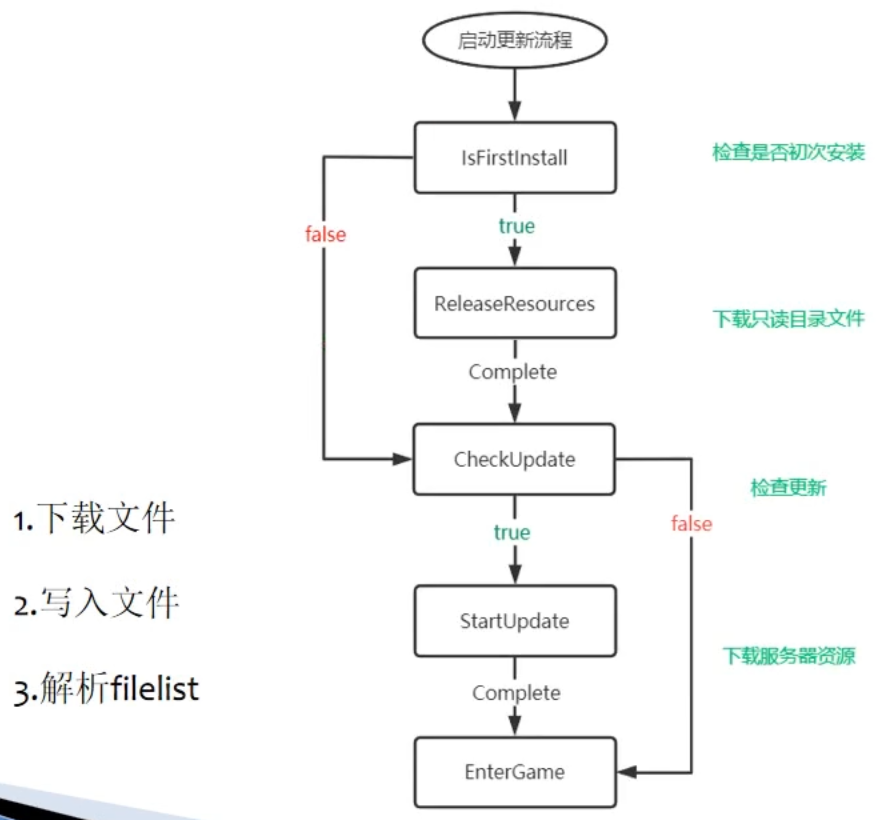 启动更新流程
IsFirstInstall
检查是否初次安装
false
true
ReleaseResources
下载只读目录文件
Complete
CheckUpdate
检查更新
true
false
StartUpdate
下载服务器资源
Complete
EnterGame
1.下载文件
2.写入文件
3.解析filelist